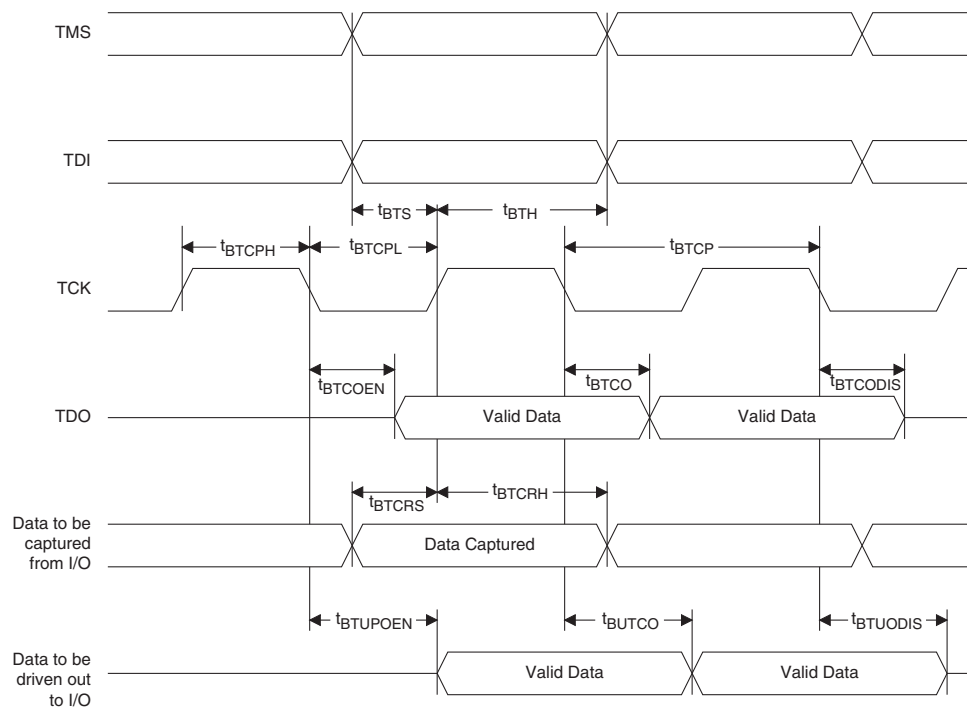 TMS
TDI
tBTS
tBTH
tBTCPH
tBTCPL
tBTCP
TCK
tBTCOEN
tBTCO
tBTCODIS
TDO
Valid Data
Valid Data
tBTCRS
tBTCRH
Data to be
captured
from I/O
Data Captured
tBTUPOEN
tBUTCO
tBTUODIS
Data to be
driven out
to I/O
Valid Data
Valid Data